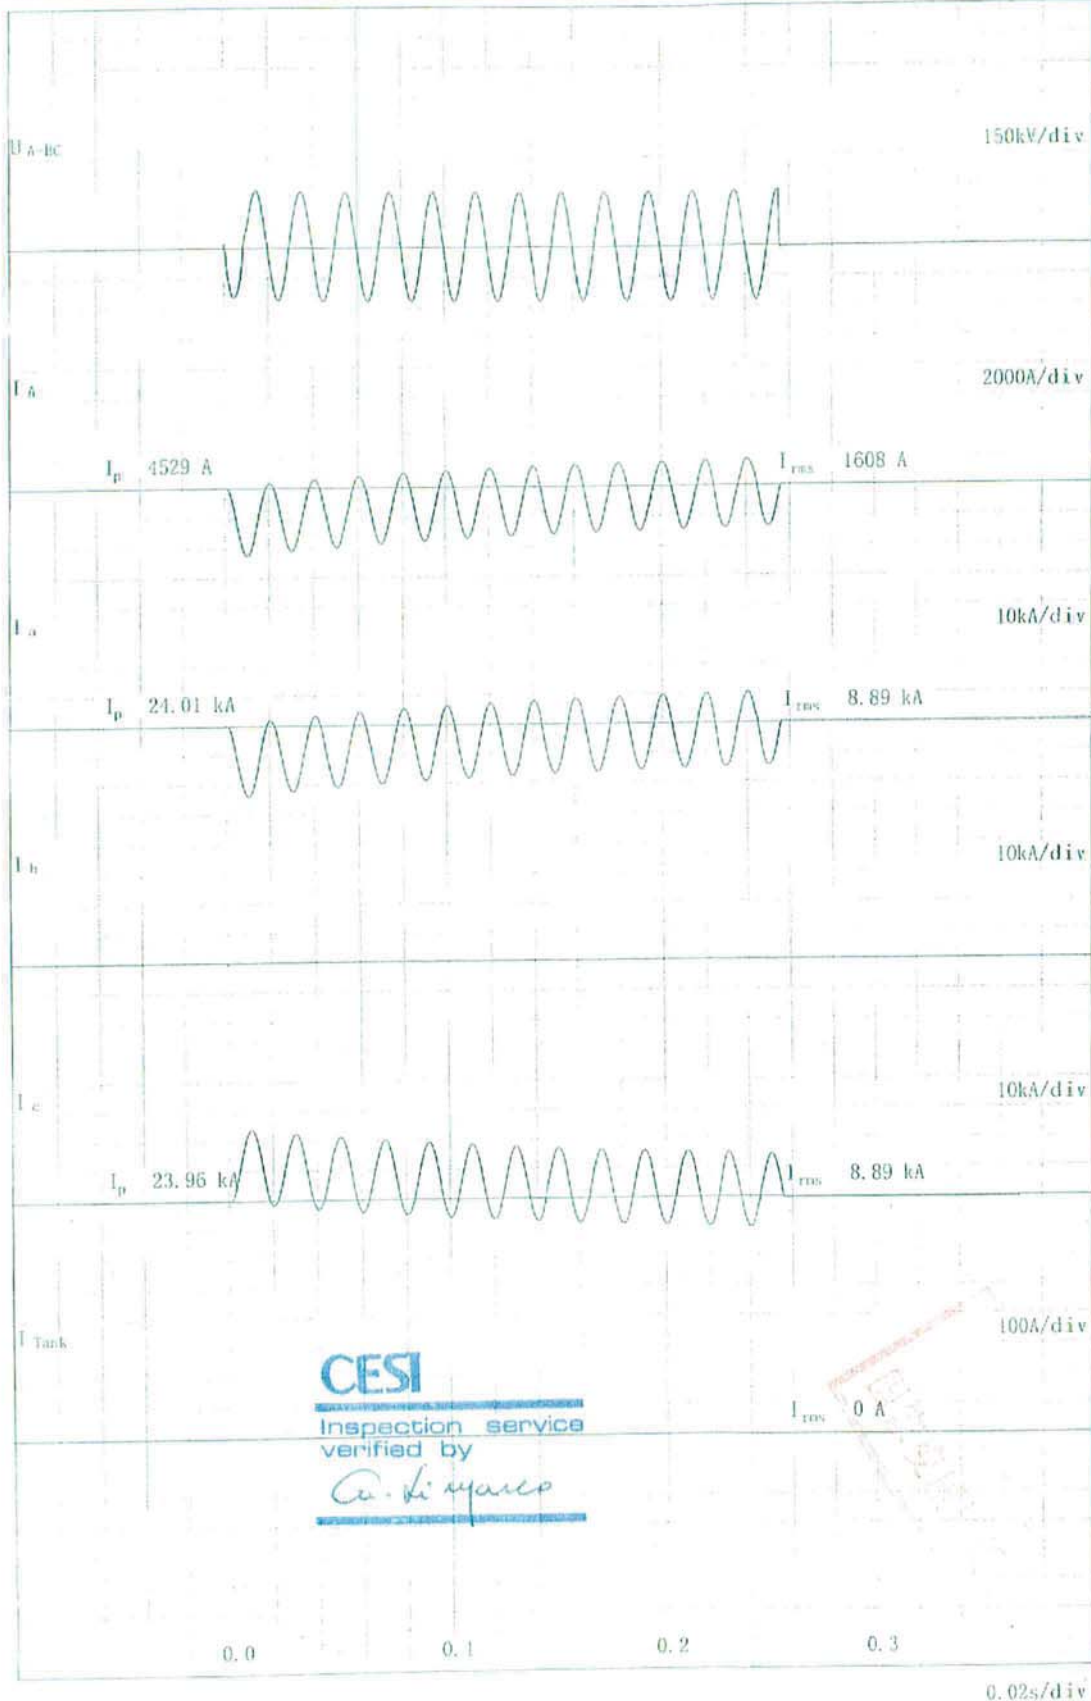 U A-BC
150kV/div
I A
2000A/div
Ip 4529 A
Irms 1608 A
I a
10kA/div
Ip 24.01 kA
Irms 8.89 kA
I b
10kA/div
I c
10kA/div
Ip 23.96 kA
Irms 8.89 kA
I Tank
100A/div
CESI
Inspection service
verified by
Irms 0 A
0.0 0.1 0.2 0.3
0.02s/div